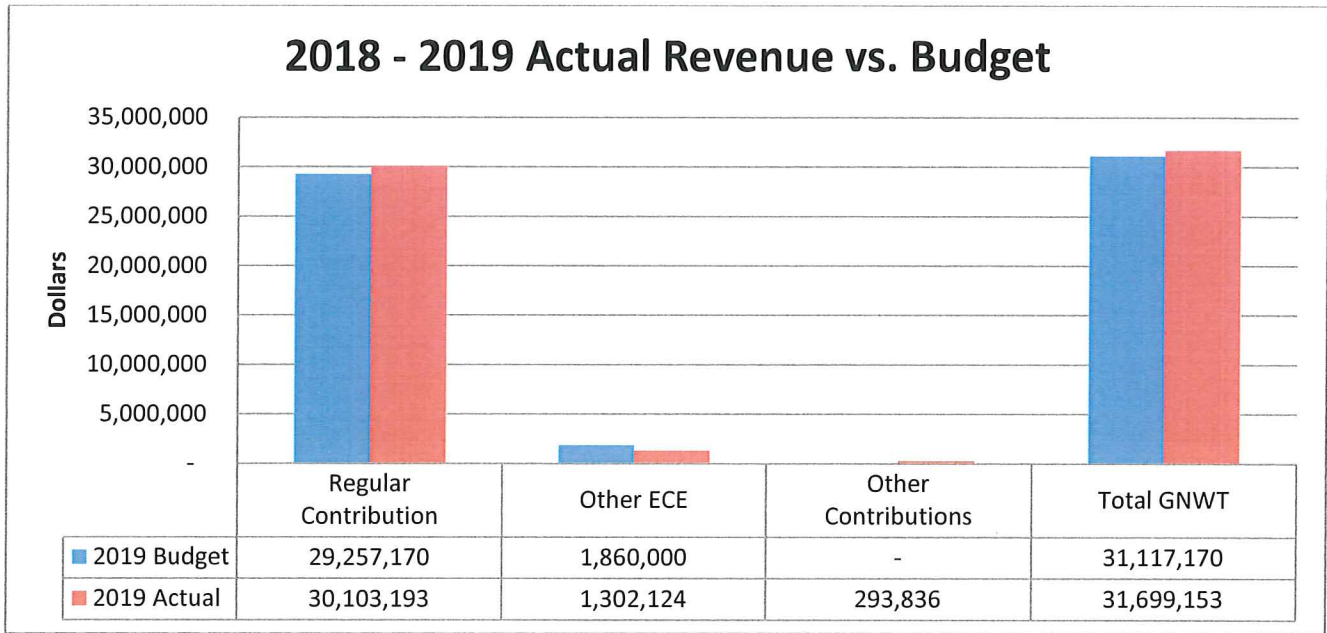 2018 - 2019 Actual Revenue vs. Budget
Dollars
35,000,000
30,000,000
25,000,000
20,000,000
15,000,000
10,000,000
5,000,000
-
Regular
Contribution
Other ECE
Other
Contributions
Total GNWT
2019 Budget 29,257,170 1,860,000 - 31,117,170
2019 Actual 30,103,193 1,302,124 293,836 31,699,153